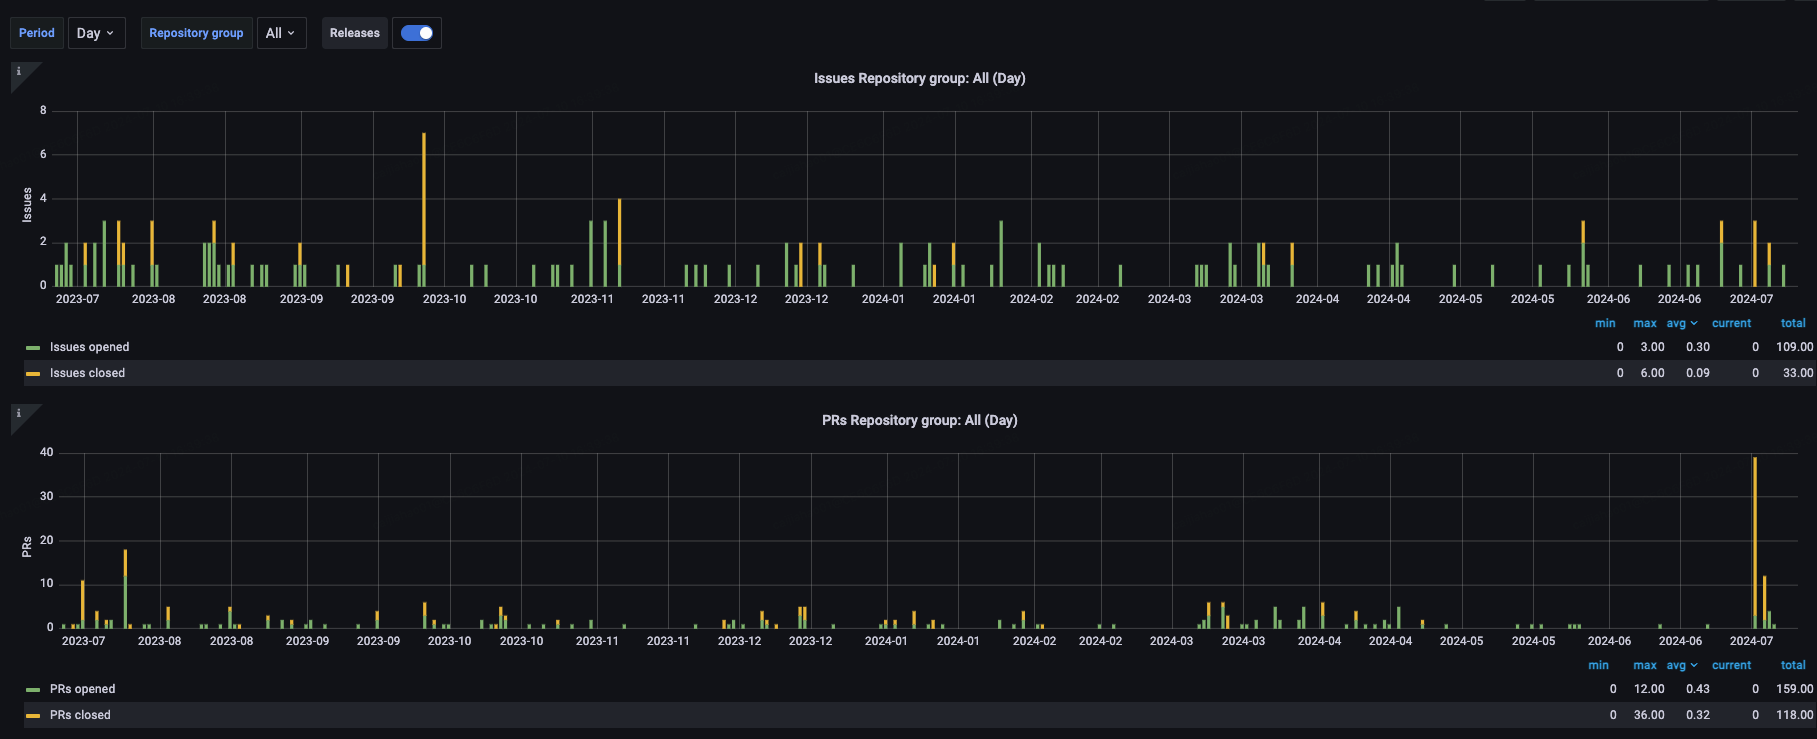 Period Day Repository group All Releases
i
Issues Repository group: All (Day)
8
6
4
2
0
Issues
2023-07 2023-08 2023-08 2023-09 2023-09 2023-10 2023-10 2023-11 2023-11 2023-12 2023-12 2024-01 2024-01 2024-02 2024-02 2024-03 2024-03 2024-04 2024-04 2024-05 2024-05 2024-06 2024-06 2024-07
min max avg current total
Issues opened 0 3.00 0.30 0 109.00
Issues closed 0 6.00 0.09 0 33.00
i
PRs Repository group: All (Day)
40
30
20
10
0
PRs
2023-07 2023-08 2023-08 2023-09 2023-09 2023-10 2023-10 2023-11 2023-11 2023-12 2023-12 2024-01 2024-01 2024-02 2024-02 2024-03 2024-03 2024-04 2024-04 2024-05 2024-05 2024-06 2024-06 2024-07
min max avg current total
PRs opened 0 12.00 0.43 0 159.00
PRs closed 0 36.00 0.32 0 118.00